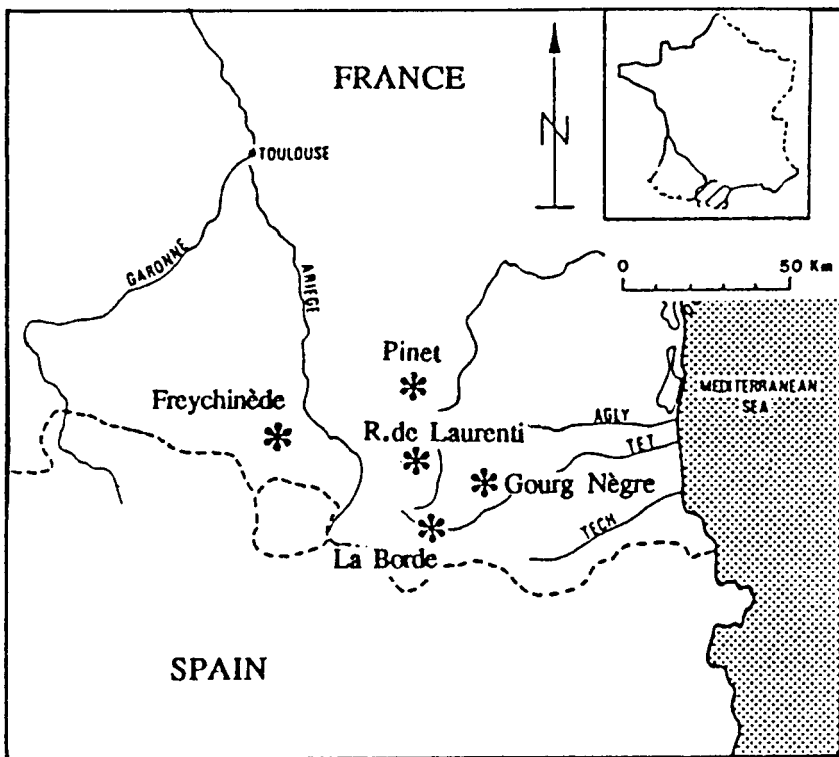 FRANCE
N
TOULOUSE
GARONNE
ARIEGE
0 50 Km
Pinet
MEDITERRANEAN
SEA
Freychinède
AGLY
R.de Laurenti
TET
Gourg Nègre
TECH
La Borde
SPAIN